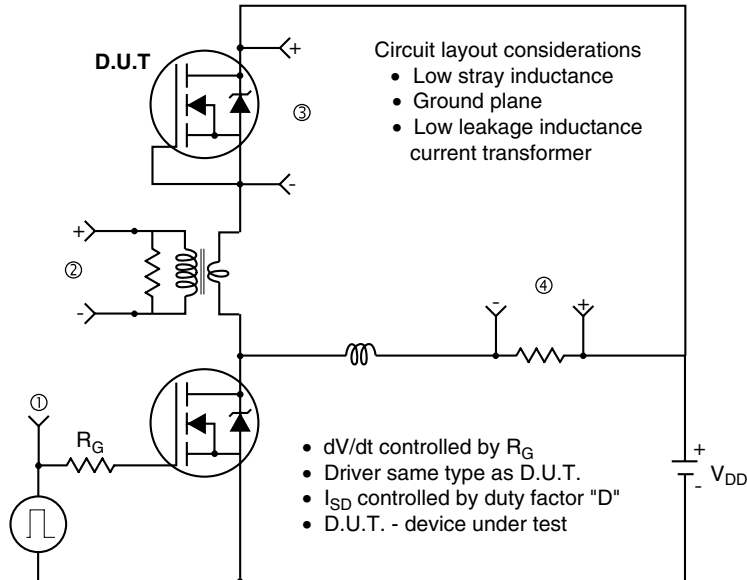 D.U.T
+
Circuit layout considerations
• Low stray inductance
③
• Ground plane
• Low leakage inductance
current transformer
-
+
②
-
④
-
+
①
R_G
• dV/dt controlled by R_G
• Driver same type as D.U.T.
• I_SD controlled by duty factor "D"
• D.U.T. - device under test
+
V_DD
-